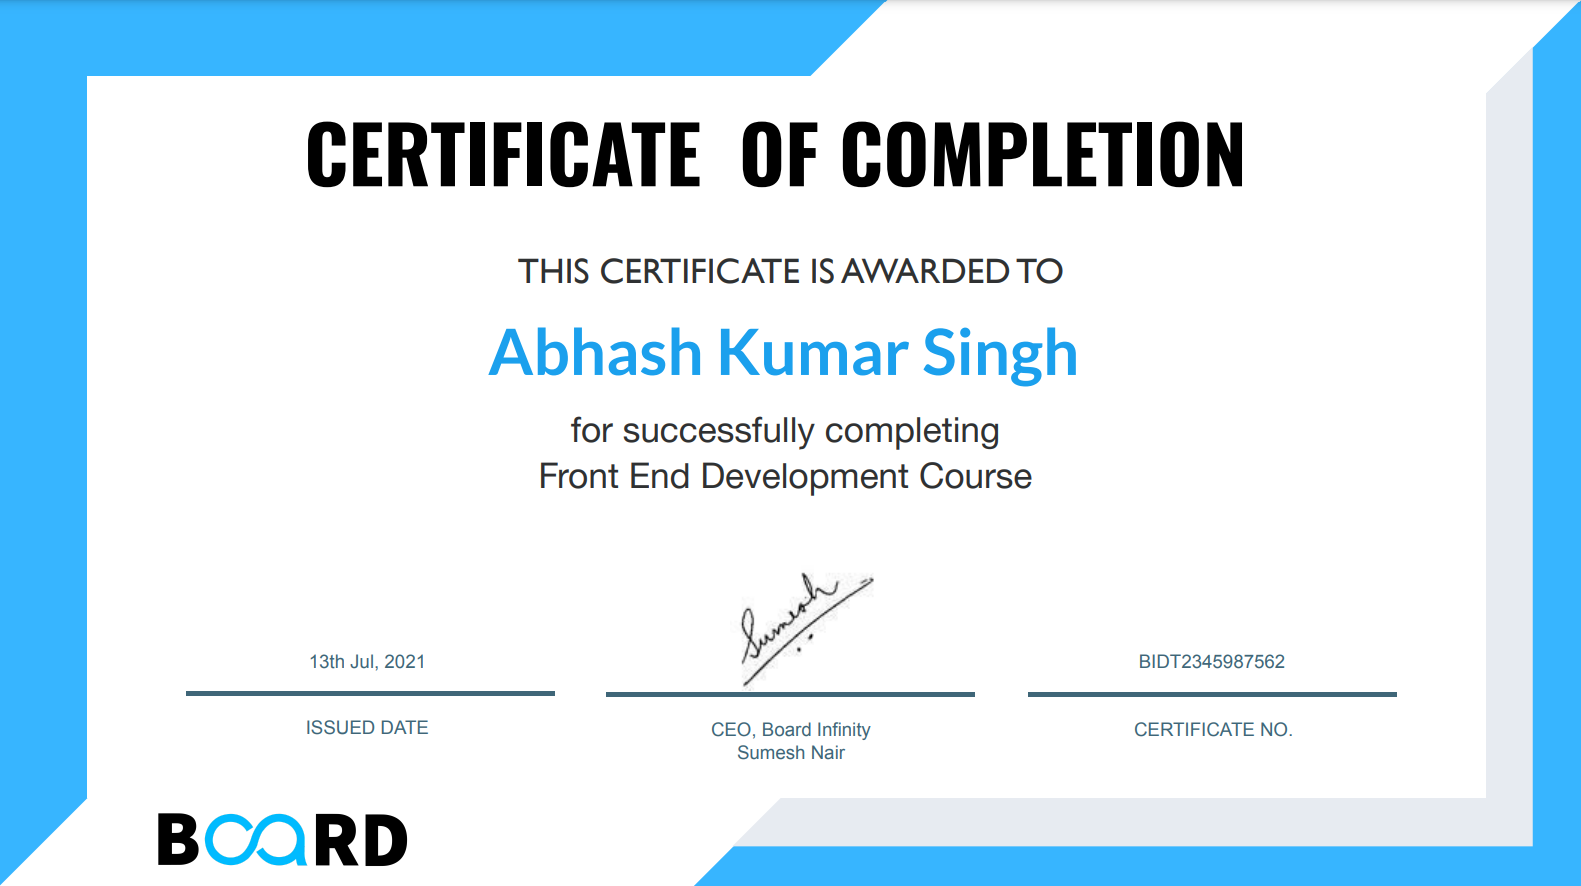 CERTIFICATE OF COMPLETION
THIS CERTIFICATE IS AWARDED TO
Abhash Kumar Singh
for successfully completing
Front End Development Course
Sumesh
13th Jul, 2021
BIDT2345987562
ISSUED DATE
CEO, Board Infinity
Sumesh Nair
CERTIFICATE NO.
BOARD